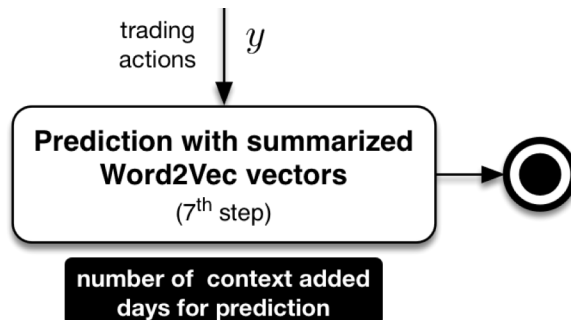 trading
actions
y
Prediction with summarized
Word2Vec vectors
(7th step)
number of context added
days for prediction